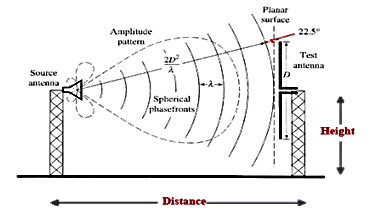 Planar
surface
Amplitude
pattern
22.5°
2D²
λ
Test
antenna
Source
antenna
D
λ
Spherical
phasefronts
Height
Distance